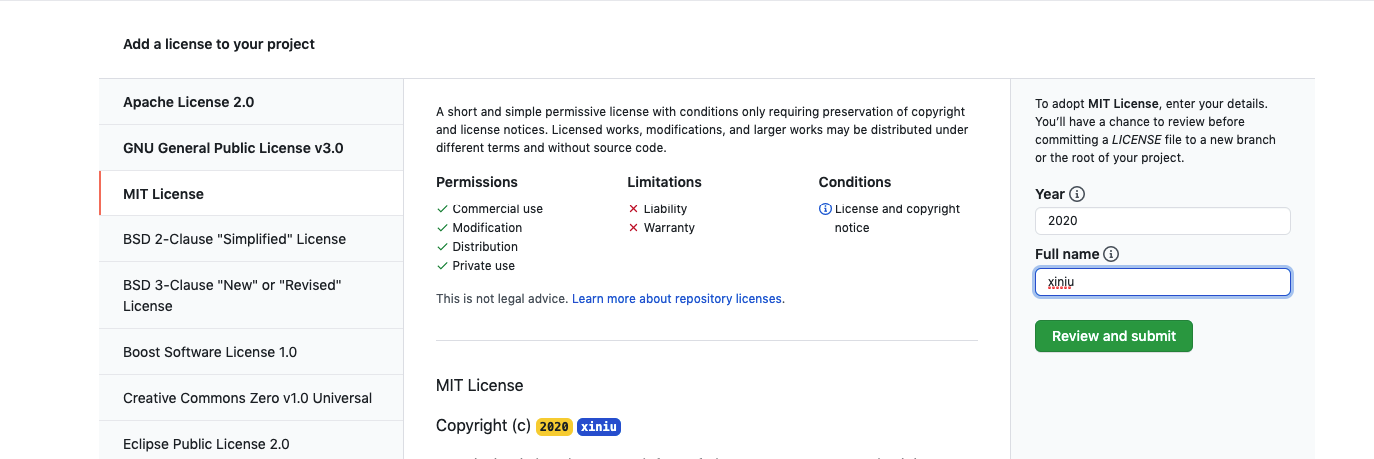 Add a license to your project
Apache License 2.0
GNU General Public License v3.0
MIT License
BSD 2-Clause "Simplified" License
BSD 3-Clause "New" or "Revised"
License
Boost Software License 1.0
Creative Commons Zero v1.0 Universal
Eclipse Public License 2.0
A short and simple permissive license with conditions only requiring preservation of copyright
and license notices. Licensed works, modifications, and larger works may be distributed under
different terms and without source code.
Permissions
Commercial use
Modification
Distribution
Private use
Limitations
Liability
Warranty
Conditions
License and copyright
notice
This is not legal advice. Learn more about repository licenses.
MIT License
Copyright (c) 2020 xiniu
To adopt MIT License, enter your details.
You'll have a chance to review before
committing a LICENSE file to a new branch
or the root of your project.
Year
2020
Full name
xiniu
Review and submit